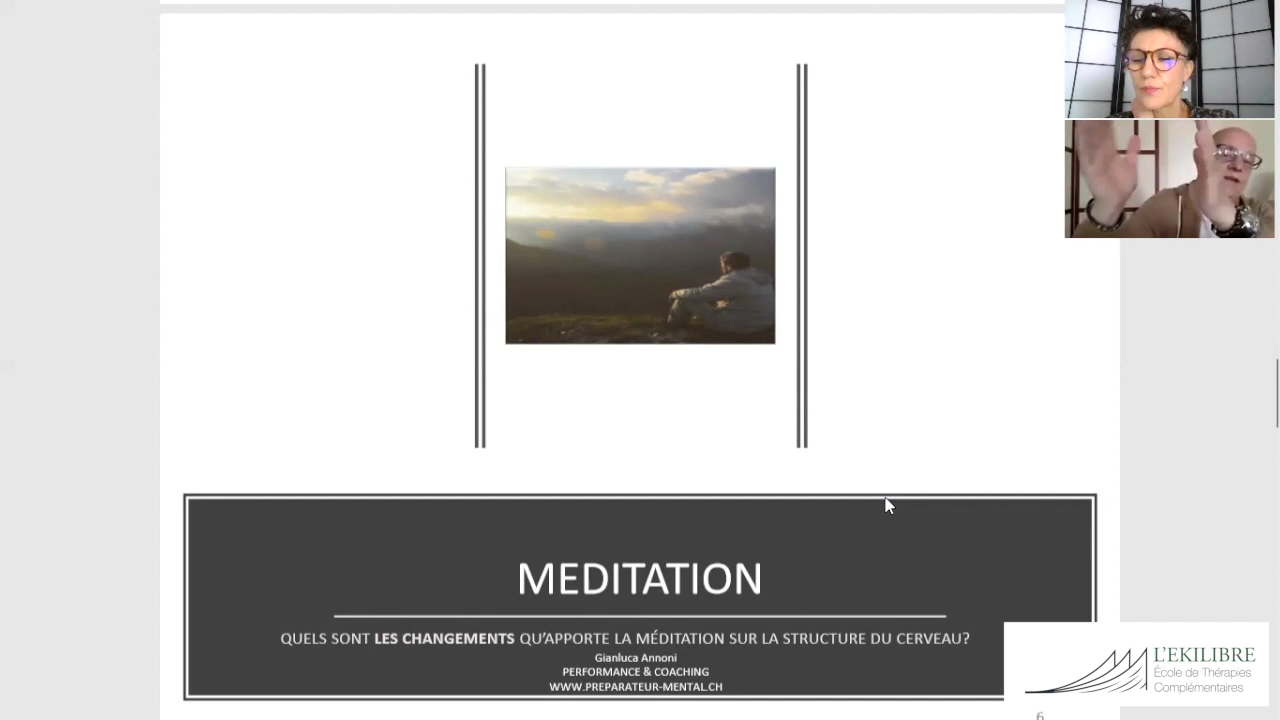 MEDITATION
QUELS SONT LES CHANGEMENTS QU'APPORTE LA MÉDITATION SUR LA STRUCTURE DU CERVEAU?
Gianluca Annoni
PERFORMANCE & COACHING
WWW.PREPARATEUR-MENTAL.CH
L'EKILIBRE
École de Thérapies
Complémentaires
6